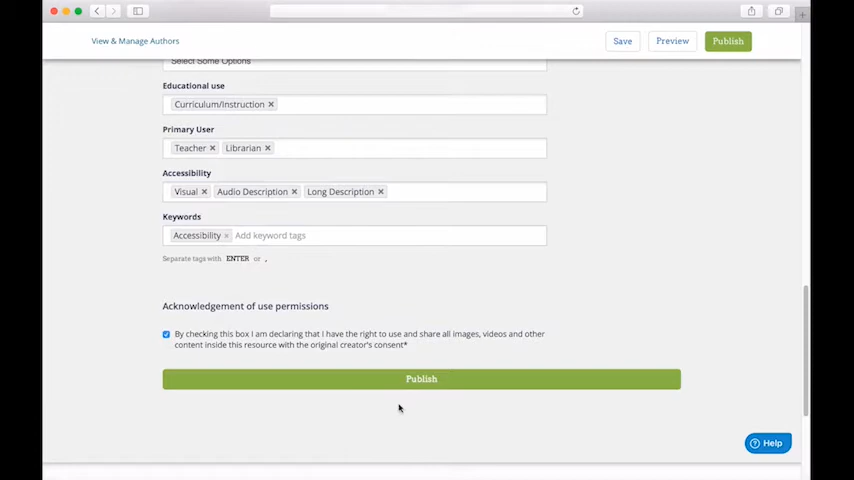 View & Manage Authors
Save
Preview
Publish
Select Some Options
Educational use
Curriculum/Instruction ×
Primary User
Teacher × Librarian ×
Accessibility
Visual × Audio Description × Long Description ×
Keywords
Accessibility × Add keyword tags
Separate tags with ENTER or ,
Acknowledgement of use permissions
By checking this box I am declaring that I have the right to use and share all images, videos and other
content inside this resource with the original creator's consent*
Publish
Help